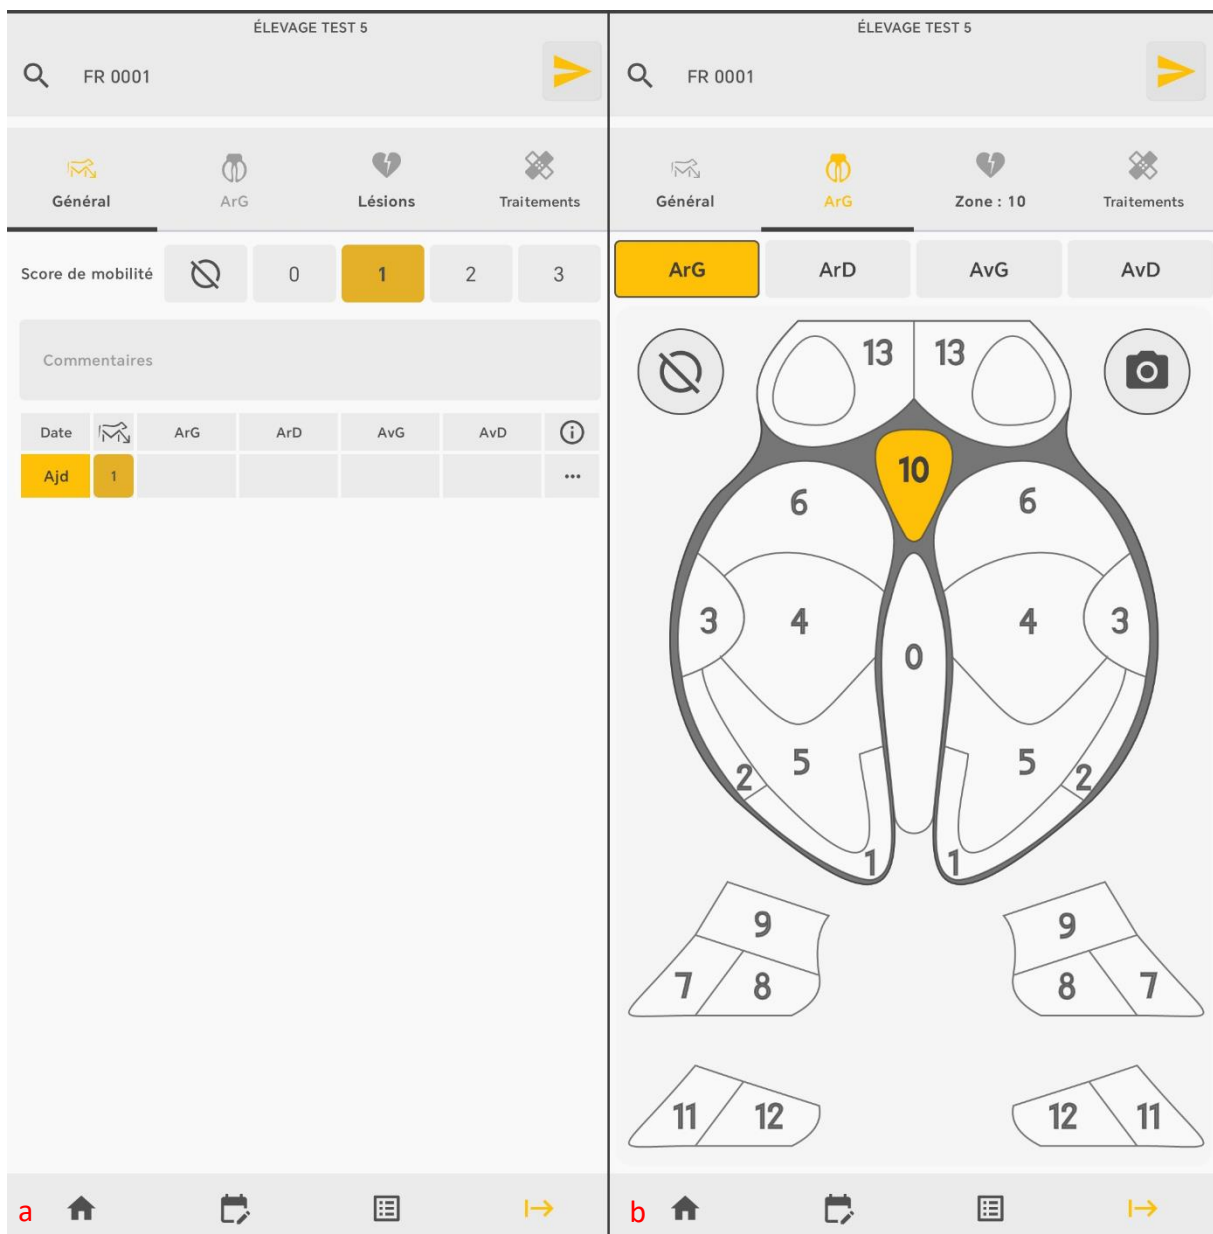 ÉLEVAGE TEST 5
FR 0001
Général ArG Lésions Traitements
Score de mobilité 0 1 2 3
Commentaires
Date ArG ArD AvG AvD
Ajd 1 ...
a
ÉLEVAGE TEST 5
FR 0001
Général ArG Zone : 10 Traitements
ArG ArD AvG AvD
13 13
10
6 6
3 4 4 3
0
5 5
2 2
1 1
9 9
7 8 8 7
11 12 12 11
b